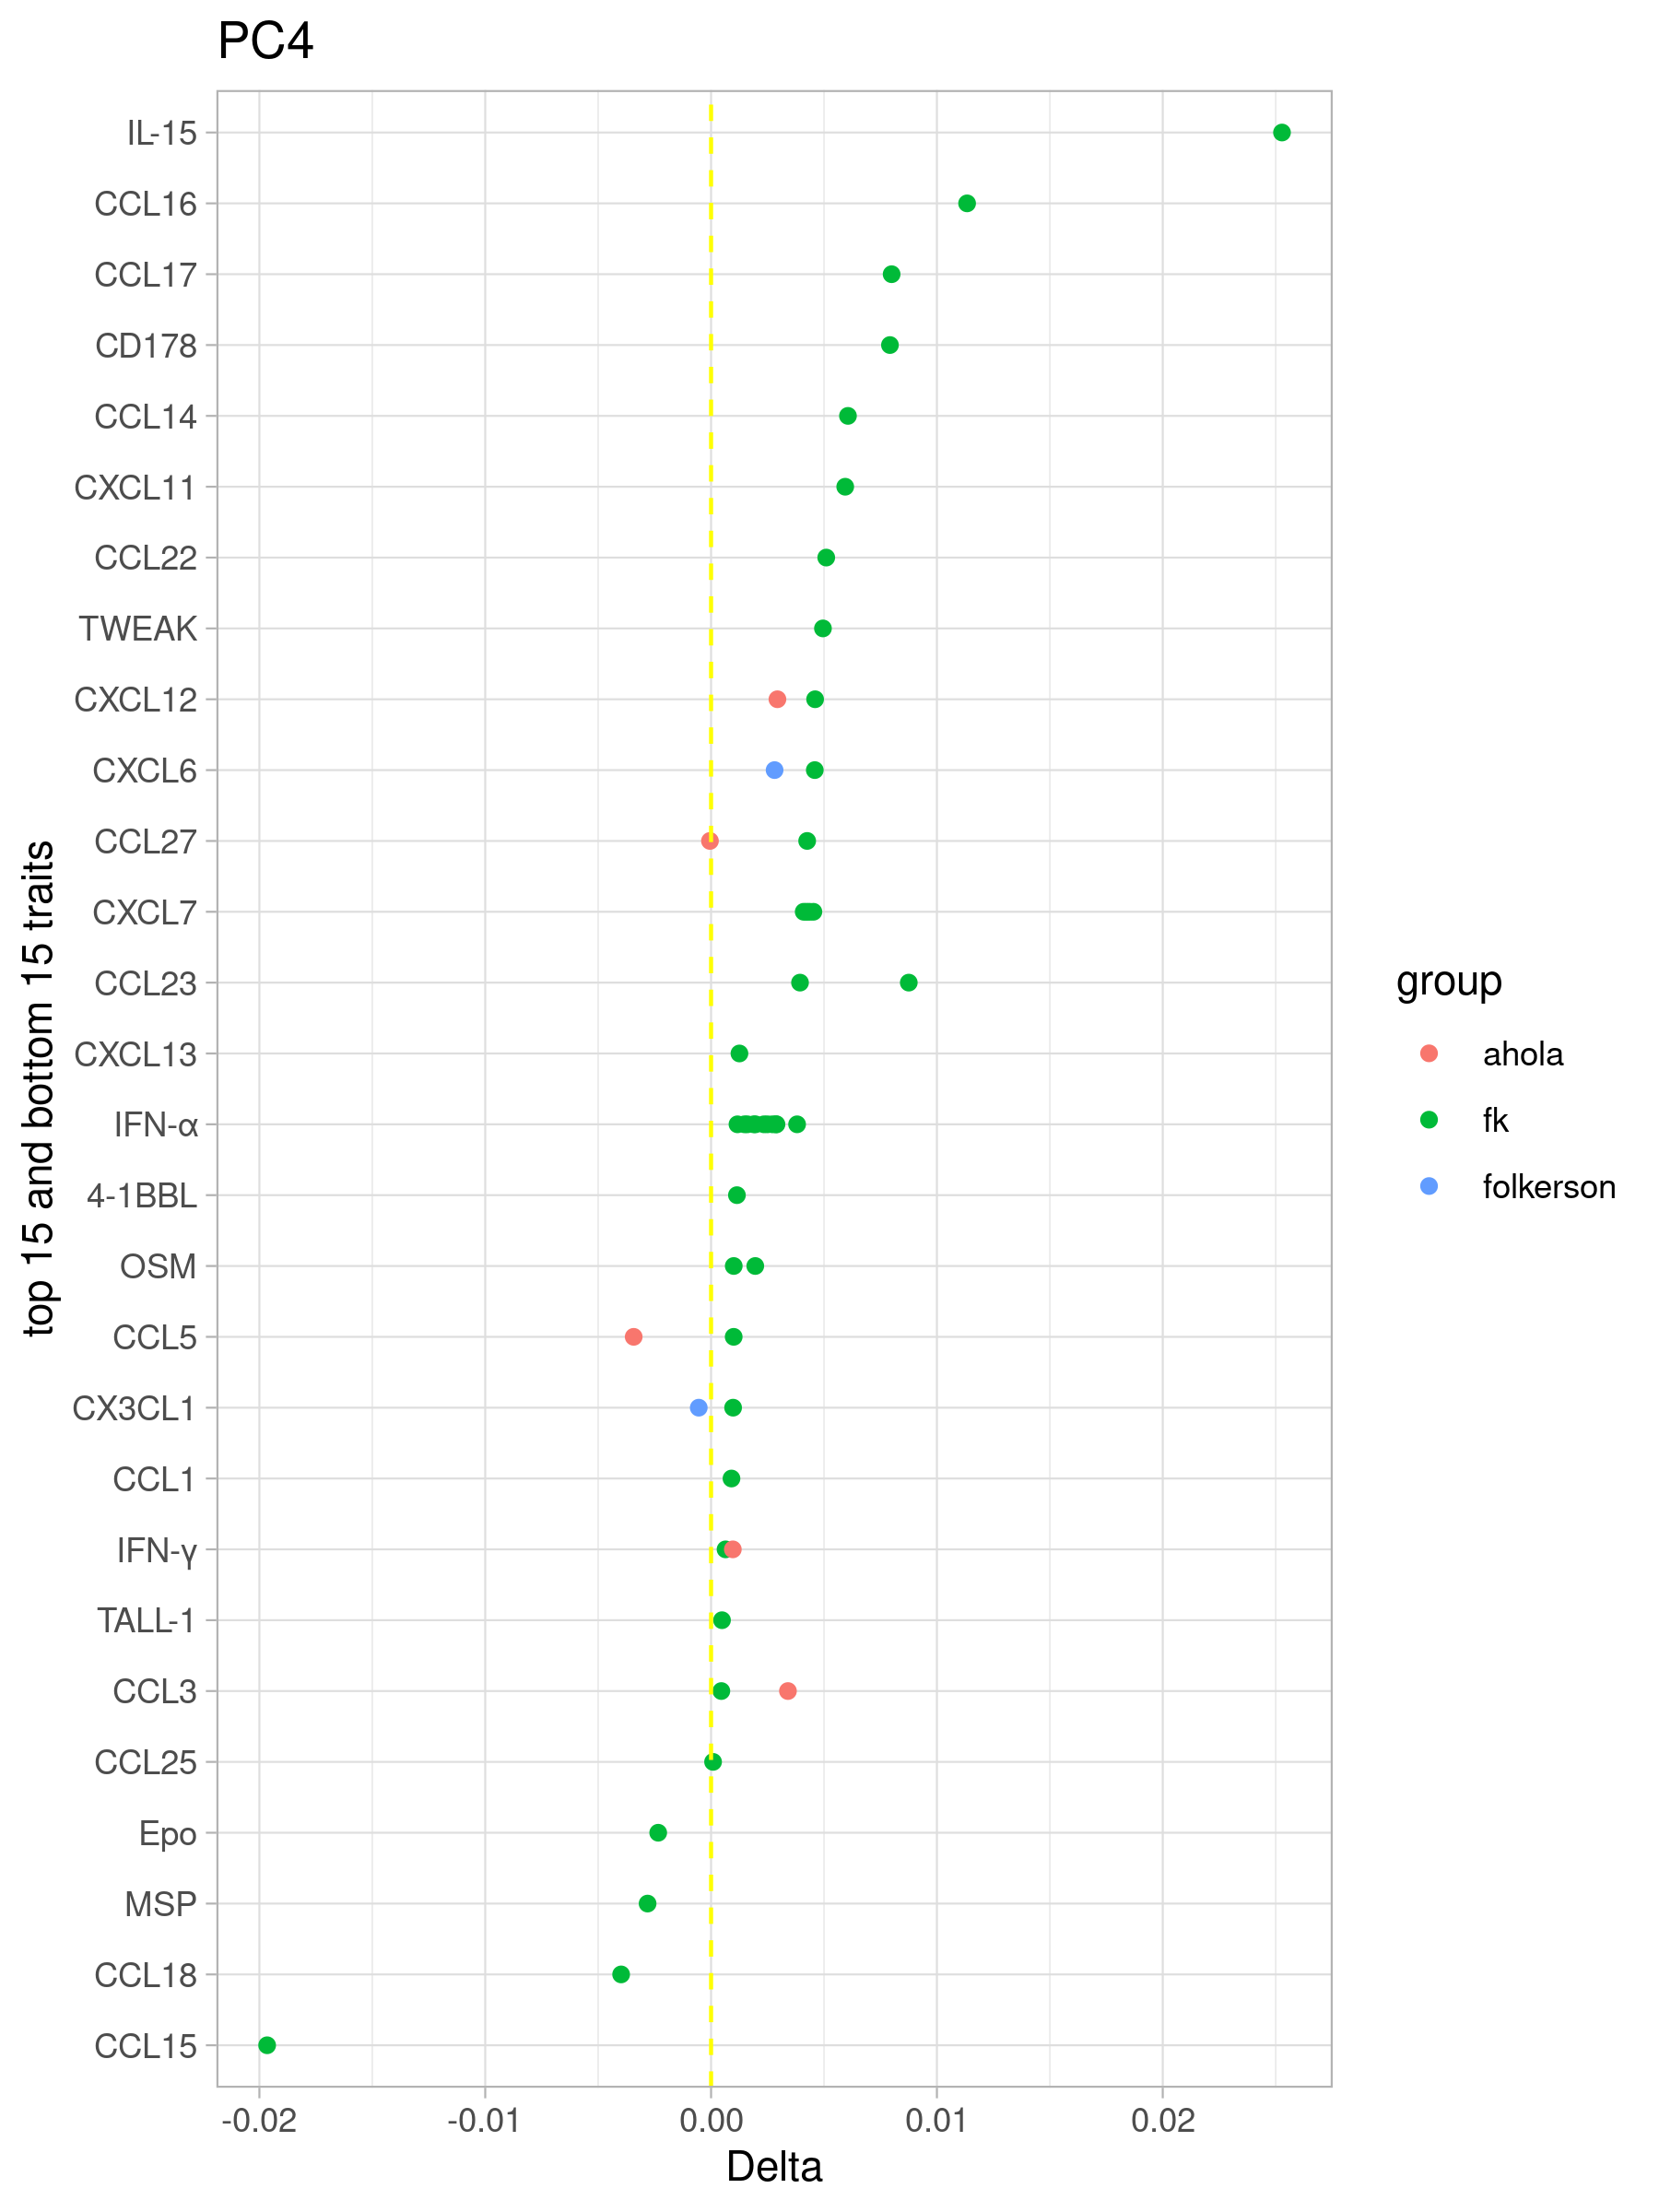 PC4
IL-15
CCL16
CCL17
CD178
CCL14
CXCL11
CCL22
TWEAK
CXCL12
CXCL6
CCL27
CXCL7
CCL23
CXCL13
IFN-α
4-1BBL
OSM
CCL5
CX3CL1
CCL1
IFN-γ
TALL-1
CCL3
CCL25
Epo
MSP
CCL18
CCL15
top 15 and bottom 15 traits
-0.02 -0.01 0.00 0.01 0.02
Delta
group
ahola
fk
folkerson